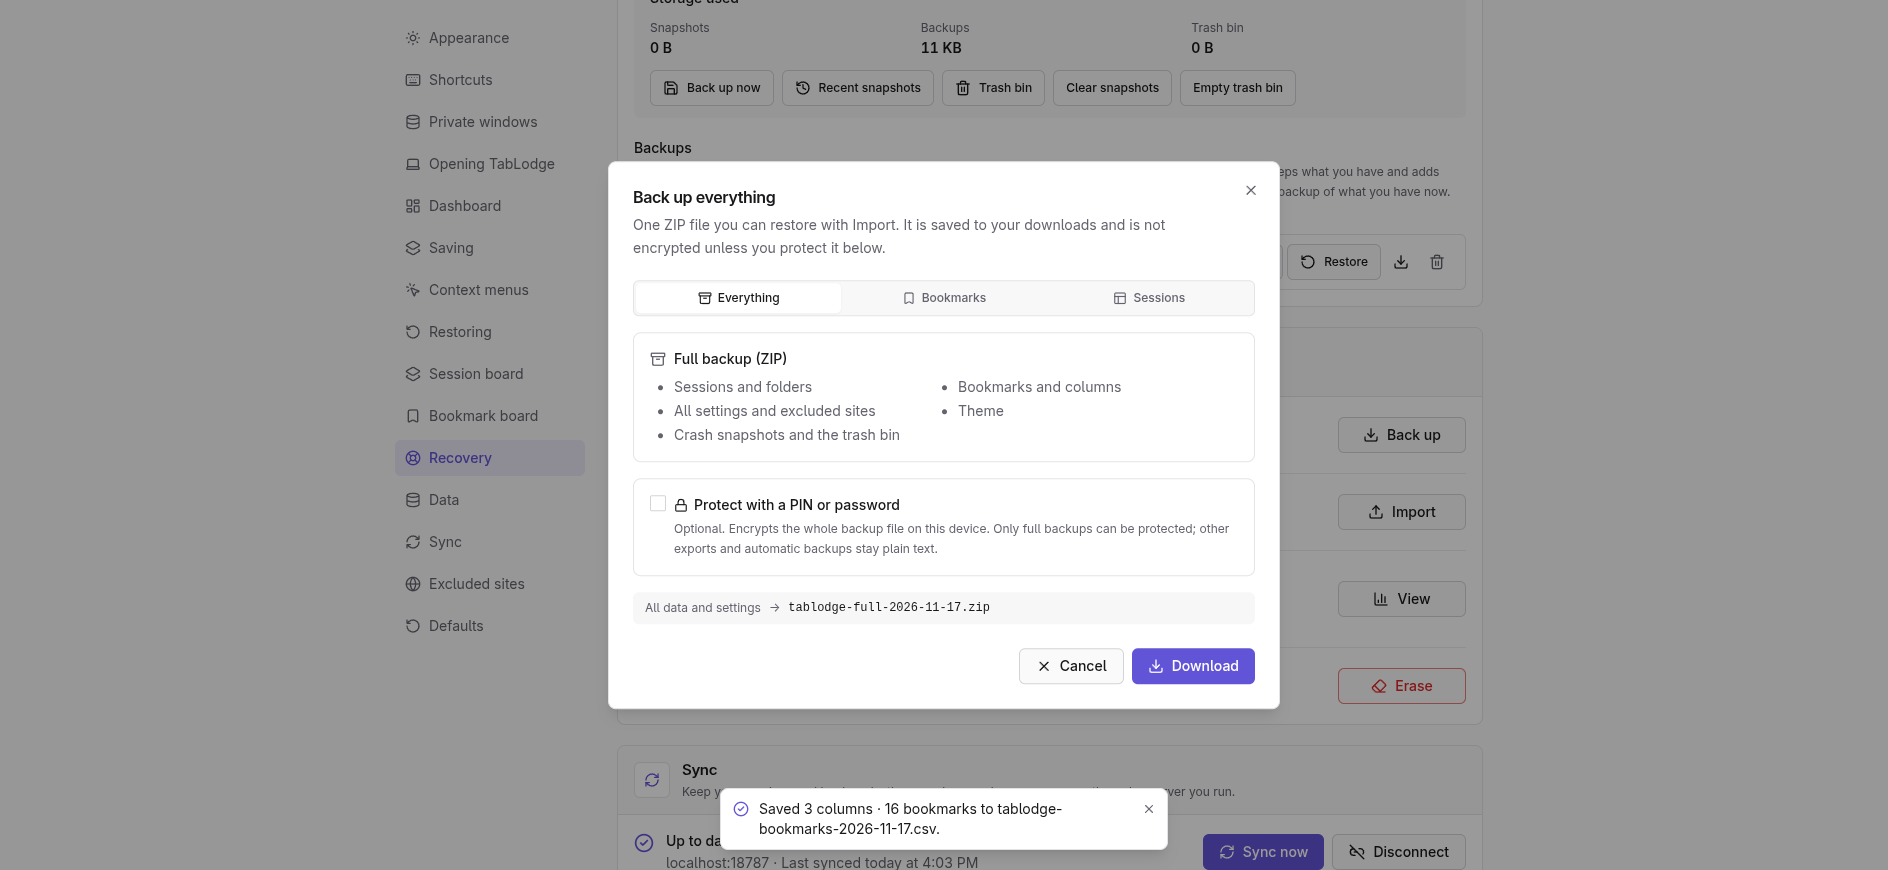 Storage used
Appearance
Shortcuts
Private windows
Opening TabLodge
Dashboard
Saving
Context menus
Restoring
Session board
Bookmark board
Recovery
Data
Sync
Excluded sites
Defaults
Snapshots
0 B
Backups
11 KB
Trash bin
0 B
Back up now
Recent snapshots
Trash bin
Clear snapshots
Empty trash bin
Backups
eps what you have and adds
backup of what you have now.
Restore
Back up everything
One ZIP file you can restore with Import. It is saved to your downloads and is not
encrypted unless you protect it below.
Everything
Bookmarks
Sessions
Full backup (ZIP)
Sessions and folders
Bookmarks and columns
All settings and excluded sites
Theme
Crash snapshots and the trash bin
Protect with a PIN or password
Optional. Encrypts the whole backup file on this device. Only full backups can be protected; other
exports and automatic backups stay plain text.
All data and settings → tablodge-full-2026-11-17.zip
Cancel
Download
Back up
Import
View
Erase
Sync
Keep y
ver you run.
Saved 3 columns · 16 bookmarks to tablodge-
bookmarks-2026-11-17.csv.
Up to da
localhost:18787 · Last synced today at 4:03 PM
Sync now
Disconnect